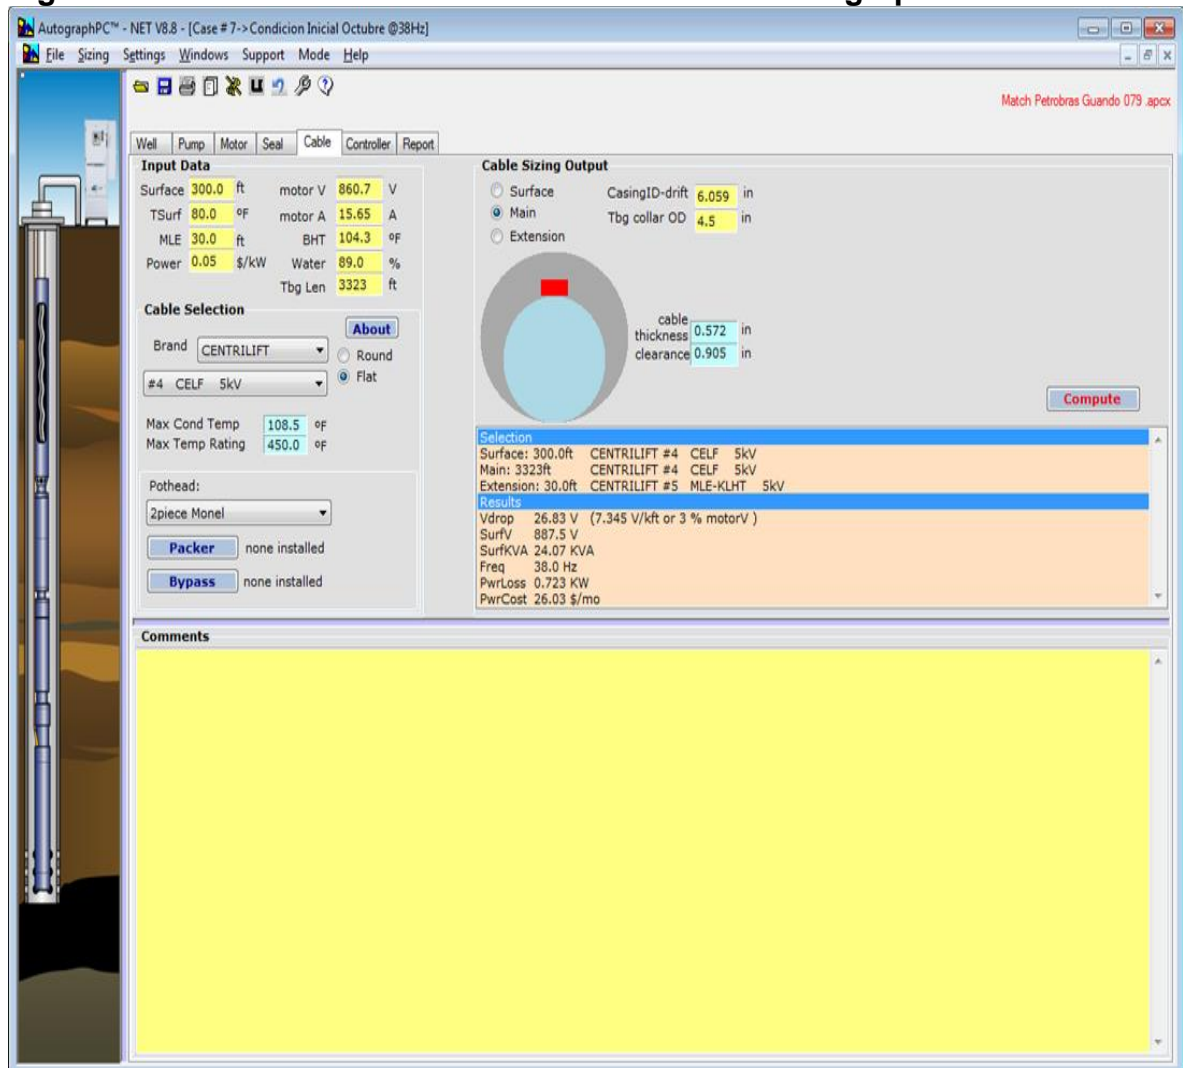 AutographPC™ - NET V8.8 - [Case # 7-> Condicion Inicial Octubre @38Hz]
File Sizing Settings Windows Support Mode Help
Match Petrobras Guando 079 .apcx
Well Pump Motor Seal Cable Controller Report
Input Data
Surface 300.0 ft motor V 860.7 V
TSurf 80.0 ºF motor A 15.65 A
MLE 30.0 ft BHT 104.3 ºF
Power 0.05 $/kW Water 89.0 %
Tbg Len 3323 ft
Cable Selection
About
Brand CENTRILIFT Round
#4 CELF 5kV Flat
Max Cond Temp 108.5 ºF
Max Temp Rating 450.0 ºF
Pothead:
2piece Monel
Packer none installed
Bypass none installed
Cable Sizing Output
Surface CasingID-drift 6.059 in
Main Tbg collar OD 4.5 in
Extension
cable
thickness 0.572 in
clearance 0.905 in
Compute
Selection
Surface: 300.0ft CENTRILIFT #4 CELF 5kV
Main: 3323ft CENTRILIFT #4 CELF 5kV
Extension: 30.0ft CENTRILIFT #5 MLE-KLHT 5kV
Results
Vdrop 26.83 V (7.345 V/kft or 3 % motorV )
SurfV 887.5 V
SurfKVA 24.07 KVA
Freq 38.0 Hz
PwrLoss 0.723 KW
PwrCost 26.03 $/mo
Comments